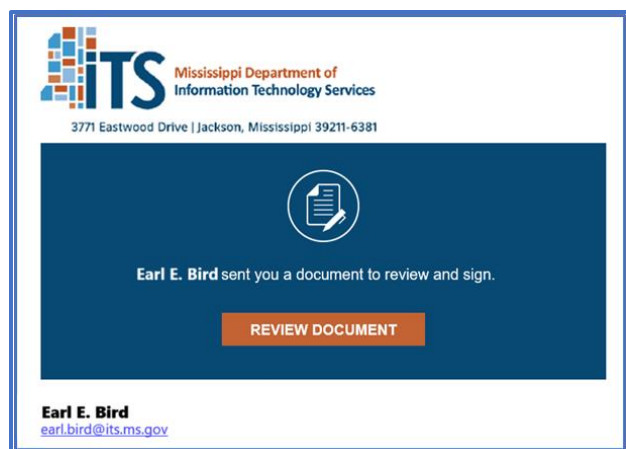 iTS
Mississippi Department of
Information Technology Services
3771 Eastwood Drive | Jackson, Mississippi 39211-6381
Earl E. Bird sent you a document to review and sign.
REVIEW DOCUMENT
Earl E. Bird
earl.bird@its.ms.gov